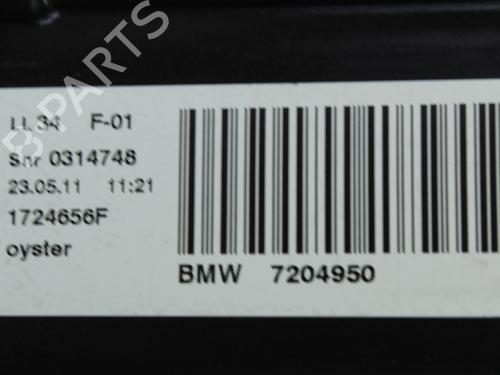 LL 34 F-01
snr 0314748
23.05.11 11:21
1724656F
oyster
BMW 7204950
B-PARTS